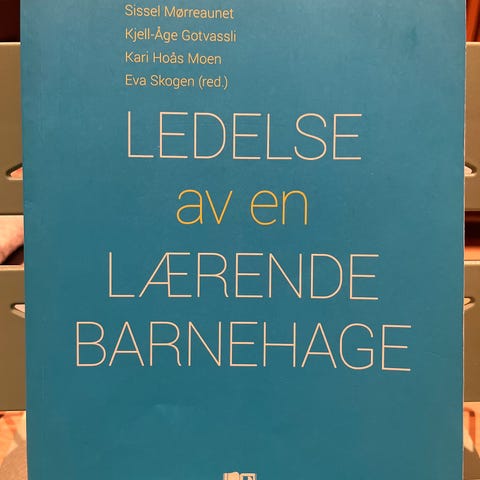 Sissel Mørreaunet
Kjell-Åge Gotvassli
Kari Hoås Moen
Eva Skogen (red.)
LEDELSE
av en
LÆRENDE
BARNEHAGE